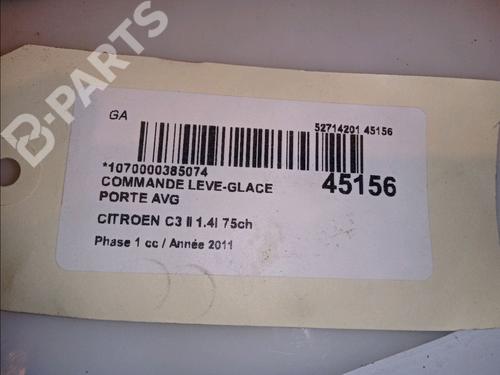 B-PARTS
GA
52714201 45156
*1070000385074
COMMANDE LEVE-GLACE
45156
PORTE AVG
CITROEN C3 II 1.4I 75ch
Phase 1 cc / Année 2011